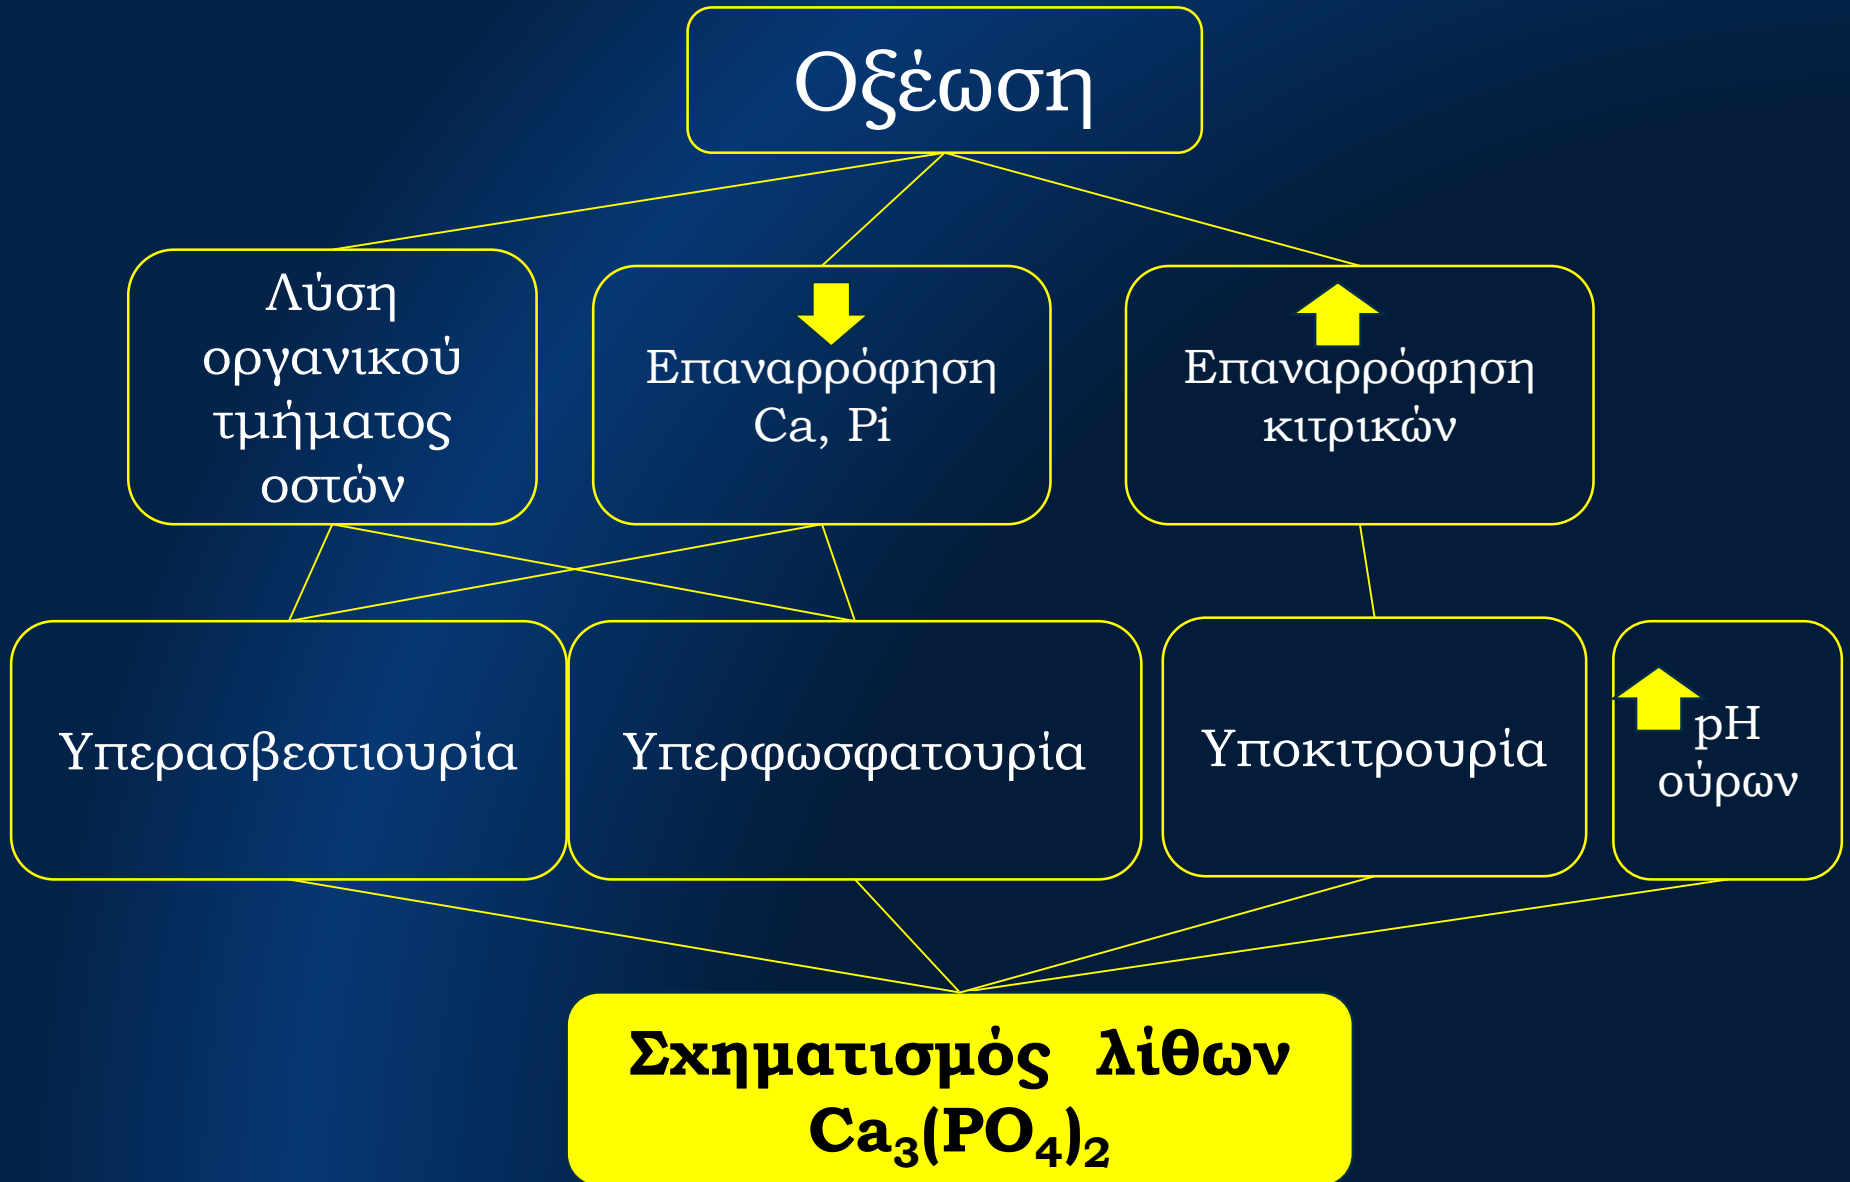 Οξέωση
Λύση
οργανικού
τμήματος
οστών
Επαναρρόφηση
Ca, Pi
Επαναρρόφηση
κιτρικών
Υπερασβεστιουρία
Υπερφωσφατουρία
Υποκιτρουρία
pH
ούρων
Σχηματισμός λίθων
Ca₃(PO₄)₂